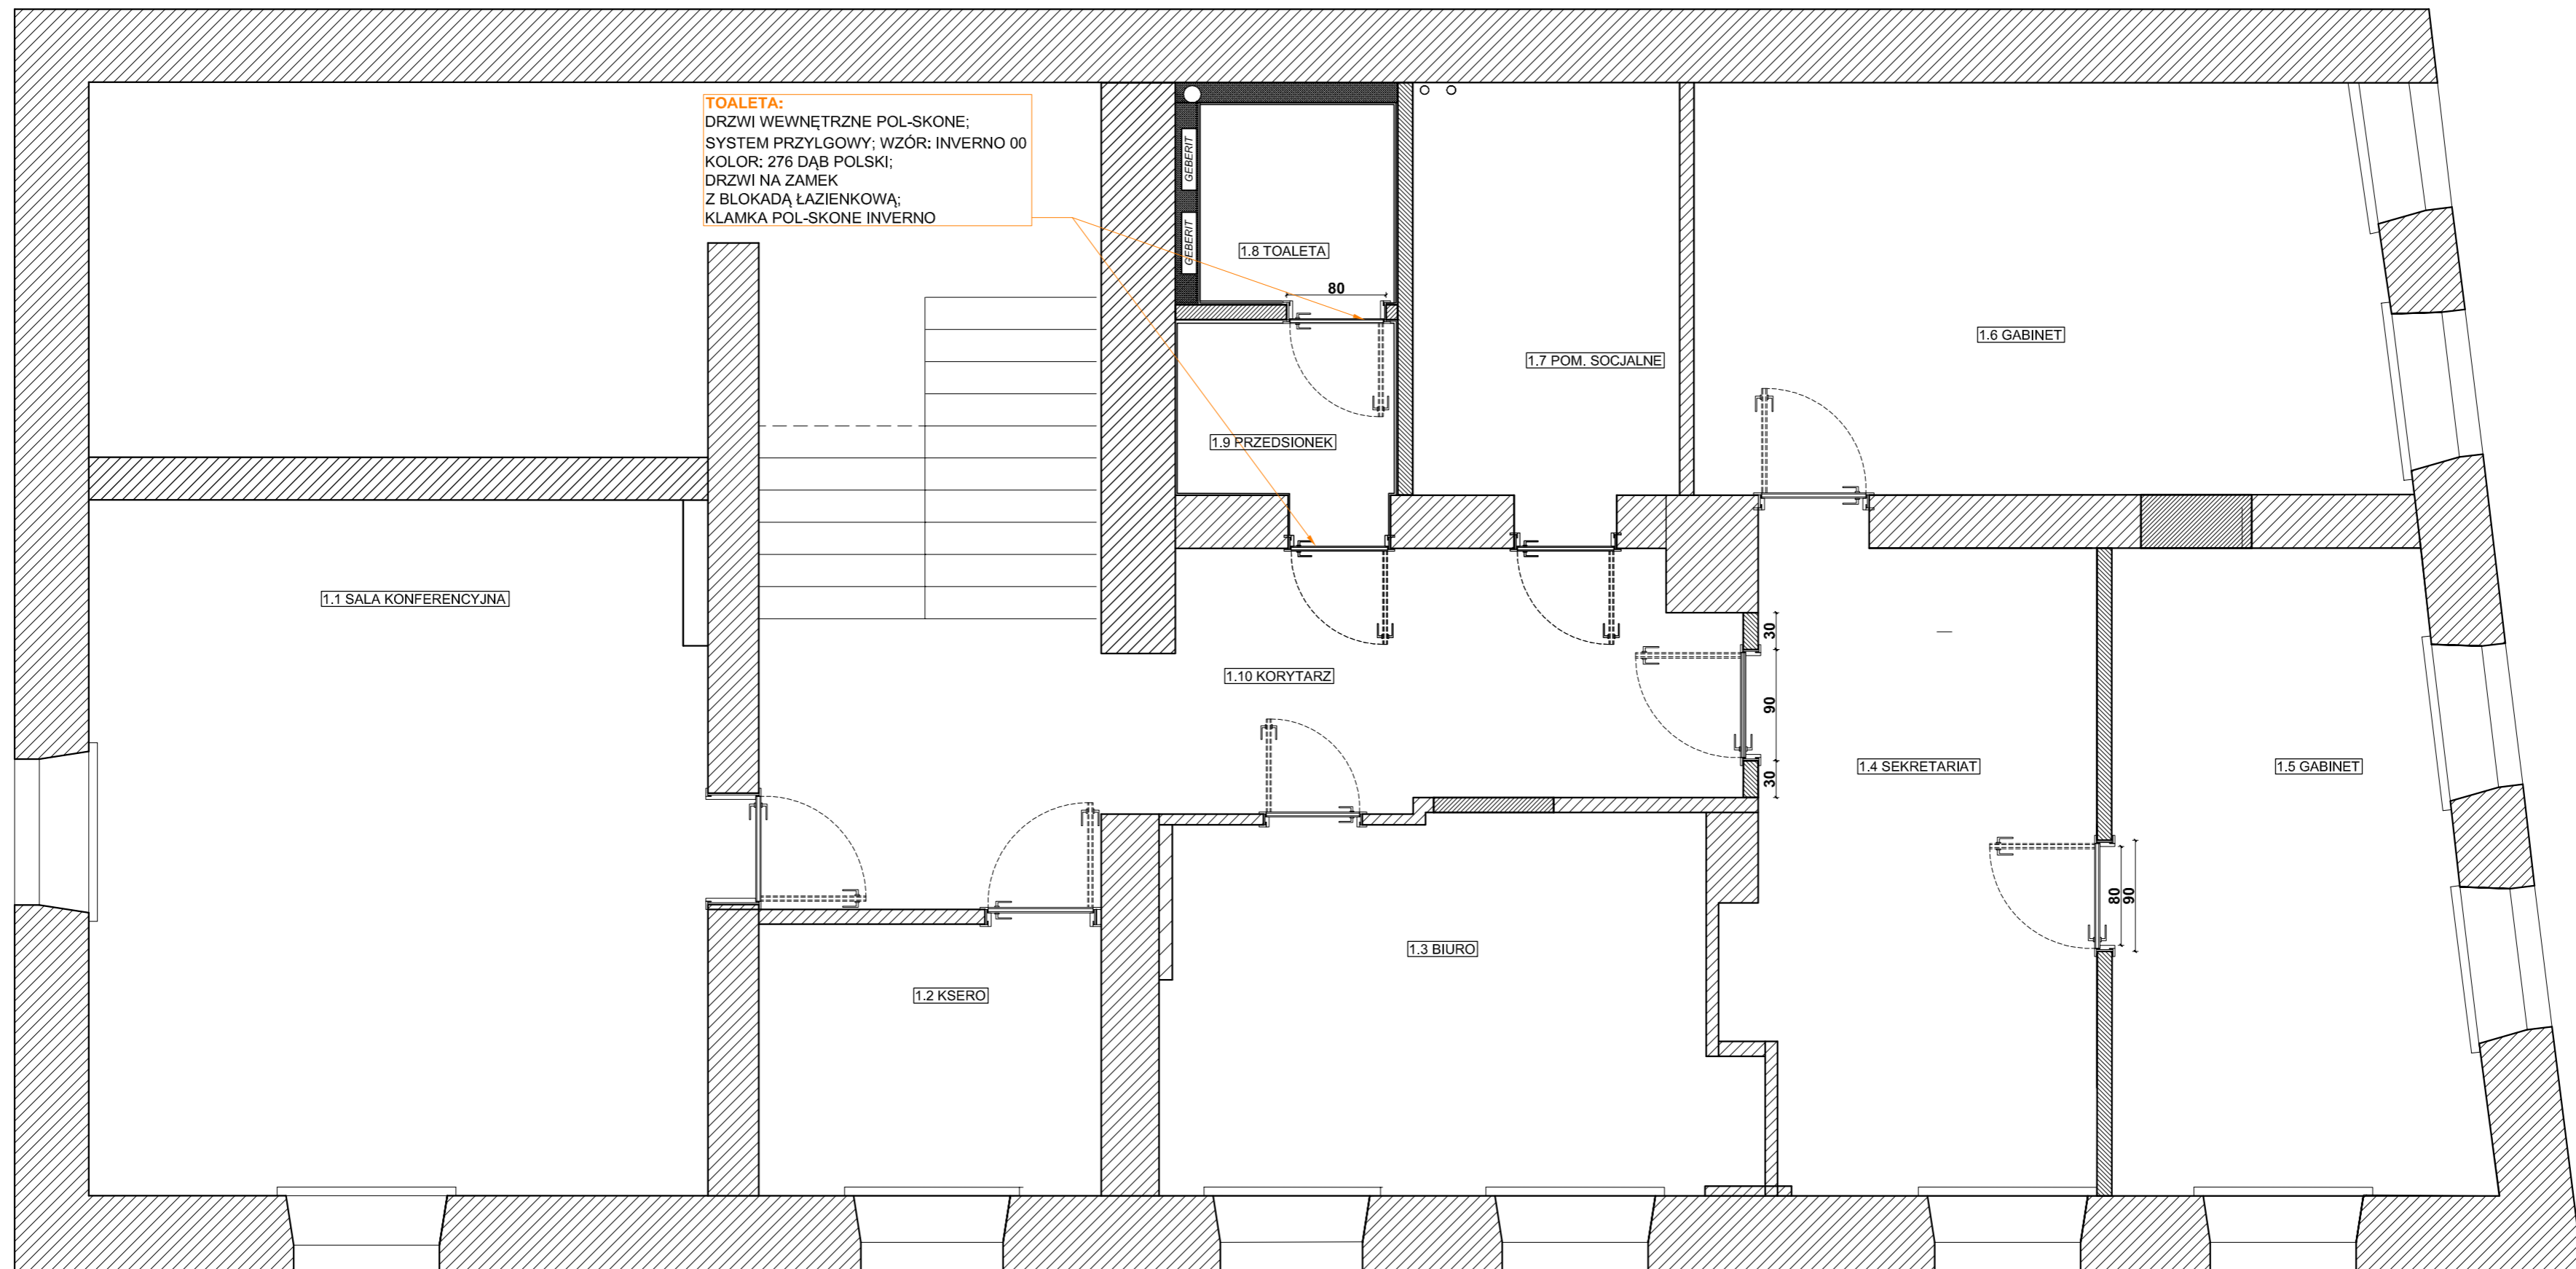 TOALETA:
DRZWI WEWNĘTRZNE POL-SKONE;
SYSTEM PRZYLGOWY; WZÓR: INVERNO 00
KOLOR: 276 DĄB POLSKI;
DRZWI NA ZAMEK
Z BLOKADĄ ŁAZIENKOWĄ;
KLAMKA POL-SKONE INVERNO
GEBERIT
GEBERIT
1.8 TOALETA
80
1.6 GABINET
1.7 POM. SOCJALNE
1.9 PRZEDSIONEK
1.1 SALA KONFERENCYJNA
30
1.10 KORYTARZ
90
1.4 SEKRETARIAT
1.5 GABINET
30
80
90
1.3 BIURO
1.2 KSERO